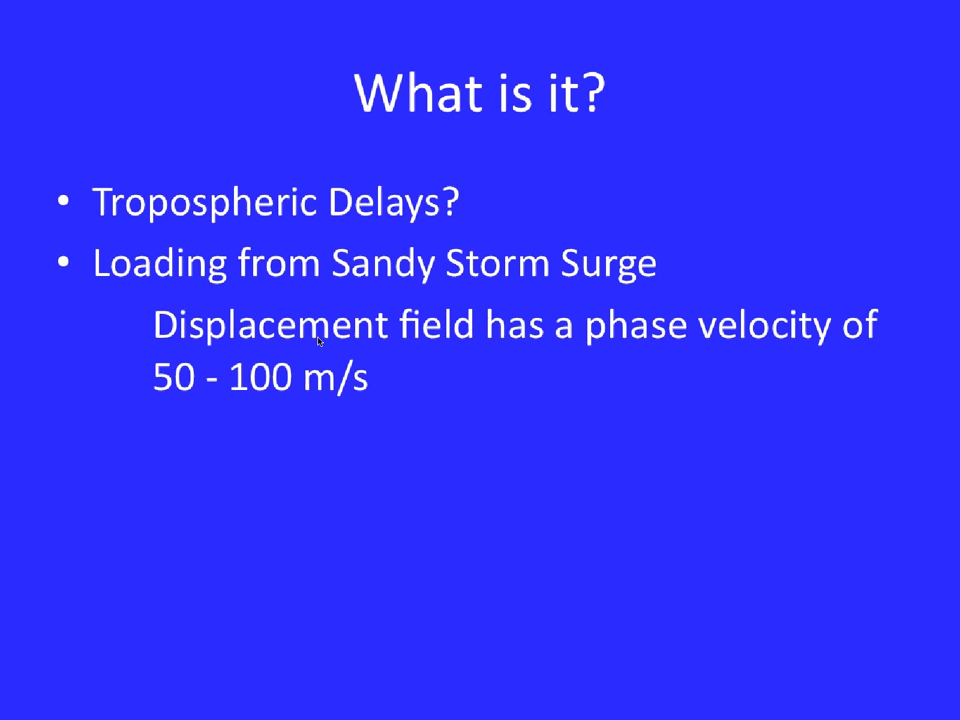 What is it?
• Tropospheric Delays?
• Loading from Sandy Storm Surge
Displacement field has a phase velocity of
50 - 100 m/s